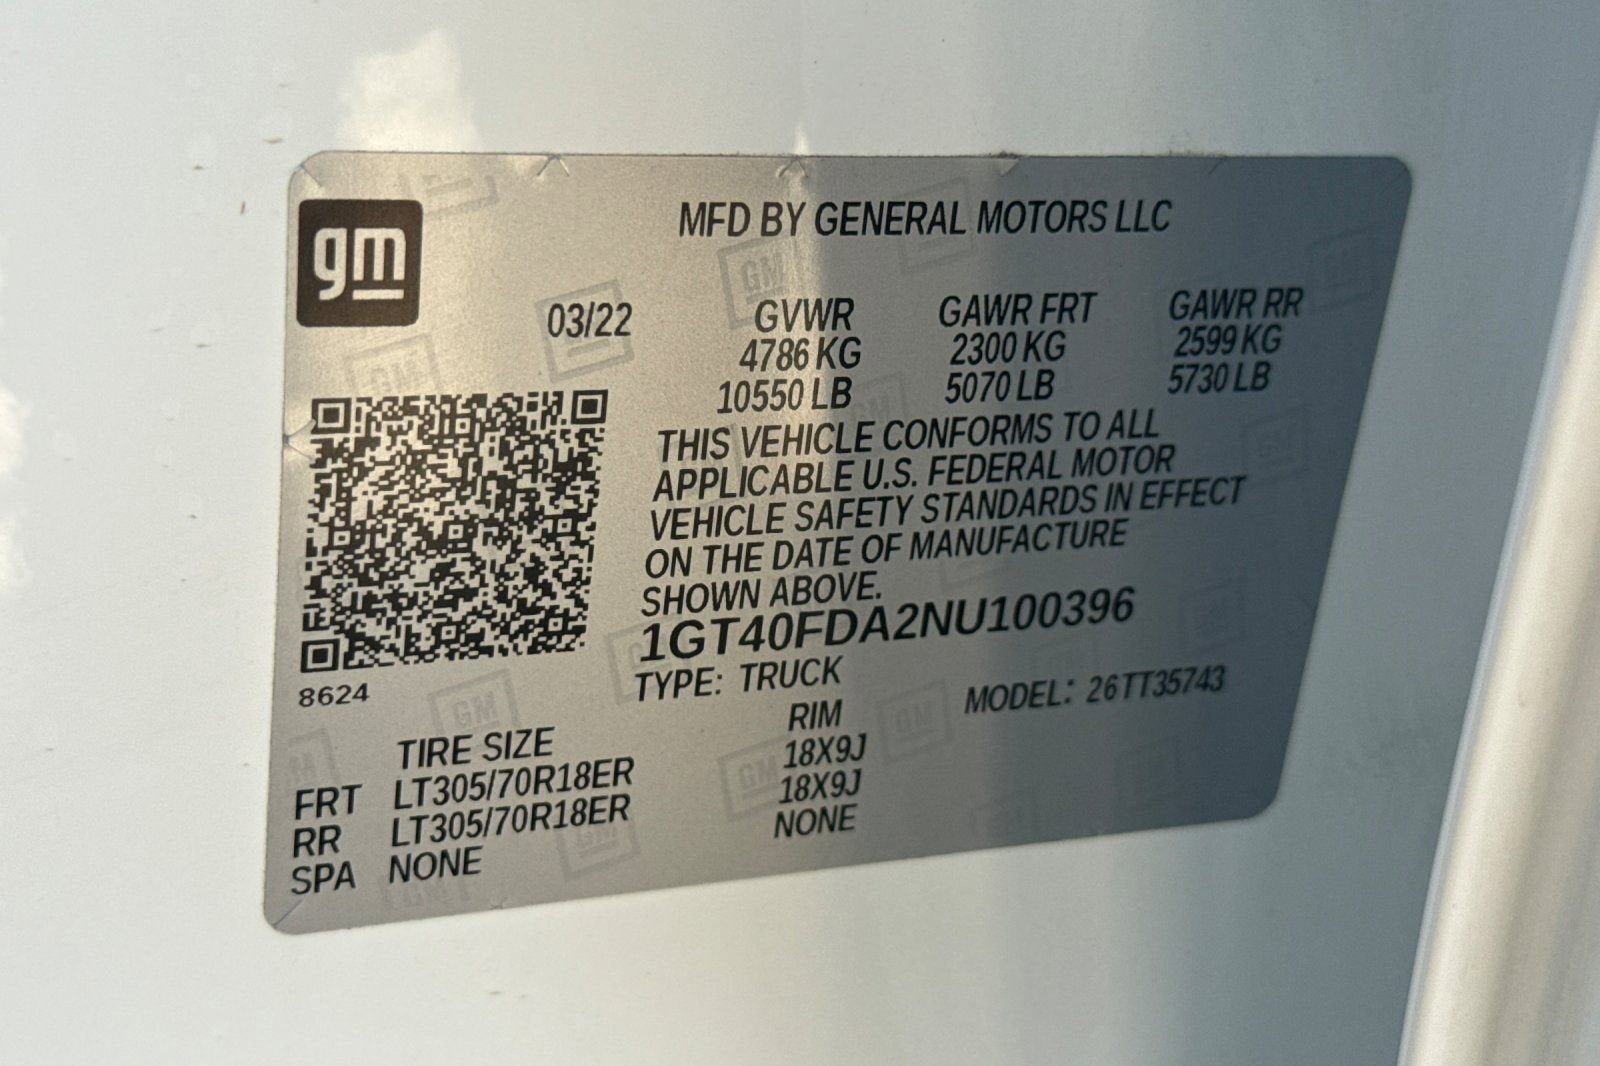 gm
MFD BY GENERAL MOTORS LLC
03/22 GVWR GAWR FRT GAWR RR
4786 KG 2300 KG 2599 KG
10550 LB 5070 LB 5730 LB
THIS VEHICLE CONFORMS TO ALL
APPLICABLE U.S. FEDERAL MOTOR
VEHICLE SAFETY STANDARDS IN EFFECT
ON THE DATE OF MANUFACTURE
SHOWN ABOVE.
1GT40FDA2NU100396
8624
TYPE: TRUCK MODEL: 26TT35743
TIRE SIZE RIM
FRT LT305/70R18ER 18X9J
RR LT305/70R18ER 18X9J
SPA NONE NONE